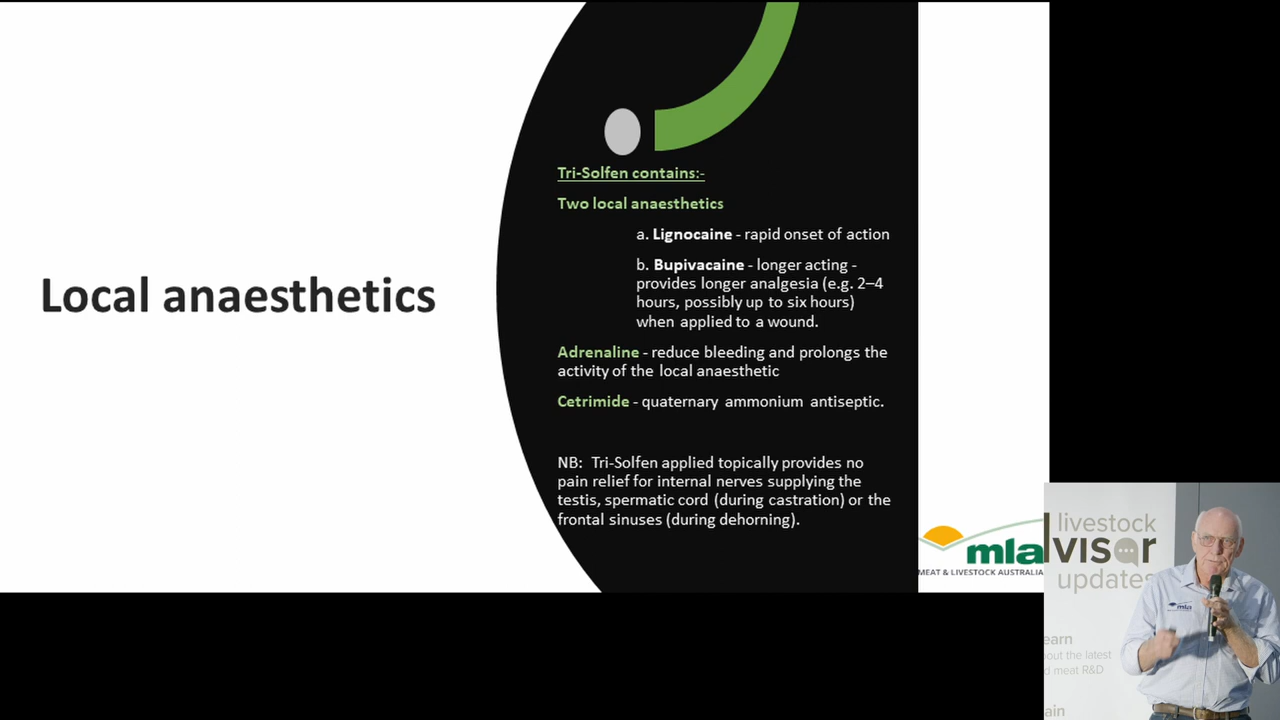 Local anaesthetics
Tri-Solfen contains:-
Two local anaesthetics
a. Lignocaine - rapid onset of action
b. Bupivacaine - longer acting -
provides longer analgesia (e.g. 2–4
hours, possibly up to six hours)
when applied to a wound.
Adrenaline - reduce bleeding and prolongs the
activity of the local anaesthetic
Cetrimide - quaternary ammonium antiseptic.
NB: Tri-Solfen applied topically provides no
pain relief for internal nerves supplying the
testis, spermatic cord (during castration) or the
frontal sinuses (during dehorning).
mla
MEAT & LIVESTOCK AUSTRALIA
livestock
visor
updates
earn
out the latest
d meat R&D
ain
mla